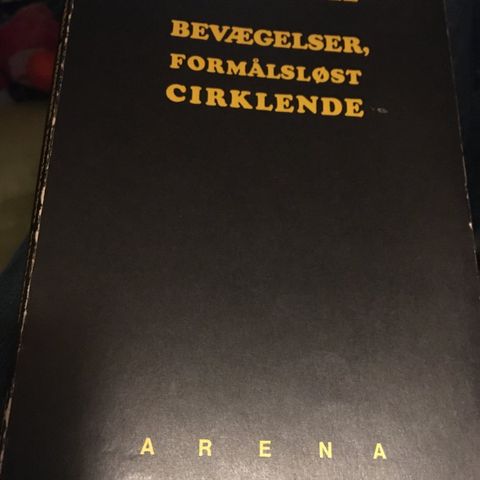 BEVÆGELSER,
FORMÅLSLØST
CIRKLENDE
ARENA